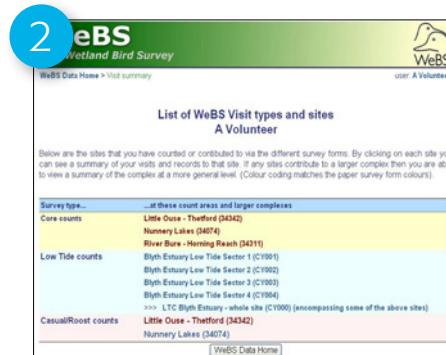 2
WeBS
Wetland Bird Survey
WeBS
WeBS Data Home > Visit summary
user: A Voluntee
List of WeBS Visit types and sites
A Volunteer
Below are the sites that you have counted or contibuted to via the different survey forms. By clicking on each site yo
can see a summary of your visits and records to that site. If any sites contribute to a larger complex then you are ab
to view a summary of the complex at a more general level. (Colour coding matches the paper survey form colours).
Survey type... ...at these count areas and larger complexes
Core counts Little Ouse - Thetford (34342)
Nunnery Lakes (34074)
River Bure - Horning Reach (34311)
Low Tide counts Blyth Estuary Low Tide Sector 1 (CY001)
Blyth Estuary Low Tide Sector 2 (CY002)
Blyth Estuary Low Tide Sector 3 (CY003)
Blyth Estuary Low Tide Sector 4 (CY004)
>>> LTC Blyth Estuary - whole site (CY000) (encompassing some of the above sites)
Casual/Roost counts Little Ouse - Thetford (34342)
Nunnery Lakes (34074)
WeBS Data Home